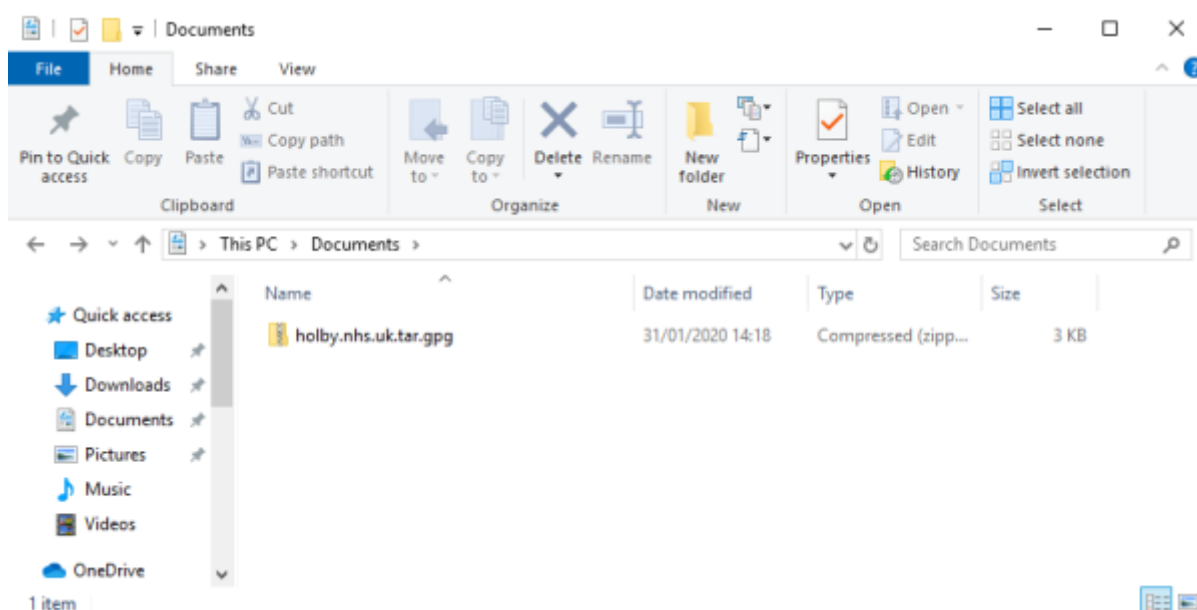 Documents
File Home Share View
Pin to Quick access
Copy
Paste
Cut
Copy path
Paste shortcut
Clipboard
Move to
Copy to
Delete
Rename
Organize
New folder
New
Properties
Open
Edit
History
Open
Select all
Select none
Invert selection
Select
This PC > Documents >
Search Documents
Name Date modified Type Size
holby.nhs.uk.tar.gpg 31/01/2020 14:18 Compressed (zipp... 3 KB
Quick access
Desktop
Downloads
Documents
Pictures
Music
Videos
OneDrive
1 item